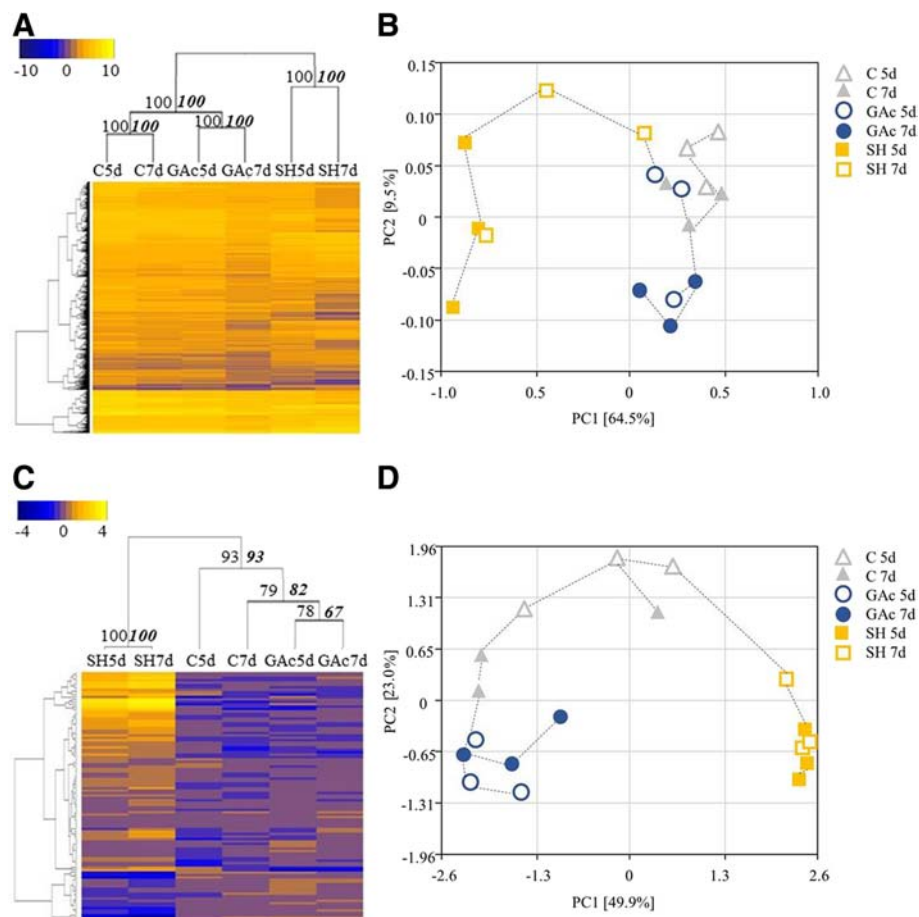 A
-10 0 10
100 100
100 100
100 100 100 100
C5d C7d GAc5d GAc7d SH5d SH7d
B
0.15
0.10
0.05
0
-0.05
-0.10
0.15
PC2 [9.5%]
-1.0 0.5 0 0.5 1.0
PC1 [64.5%]
C 5d
C 7d
GAc 5d
GAc 7d
SH 5d
SH 7d
C
-4 0 4
93 93
79 82
78 67
100 100
SH5d SH7d C5d C7d GAc5d GAc7d
D
1.96
1.31
0.65
0
-0.65
-1.31
-1.96
PC2 [23.0%]
-2.6 -1.3 0 1.3 2.6
PC1 [49.9%]
C 5d
C 7d
GAc 5d
GAc 7d
SH 5d
SH 7d